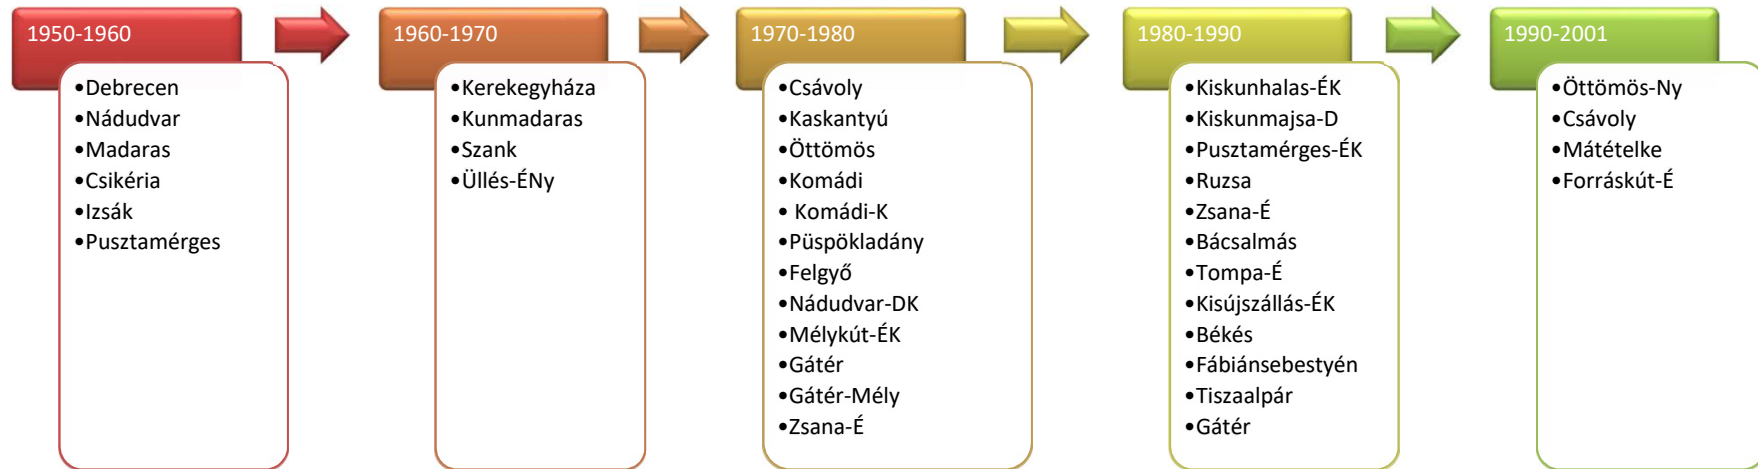 1950-1960
•Debrecen
•Nádudvar
•Madaras
•Csikéria
•Izsák
•Pusztamérges
1960-1970
•Kerekegyháza
•Kunmadaras
•Szank
•Üllés-ÉNy
1970-1980
•Csávoly
•Kaskantyú
•Öttömös
•Komádi
• Komádi-K
•Püspökladány
•Felgyő
•Nádudvar-DK
•Mélykút-ÉK
•Gátér
•Gátér-Mély
•Zsana-É
1980-1990
•Kiskunhalas-ÉK
•Kiskunmajsa-D
•Pusztamérges-ÉK
•Ruzsa
•Zsana-É
•Bácsalmás
•Tompa-É
•Kisújszállás-ÉK
•Békés
•Fábiánsebestyén
•Tiszaalpár
•Gátér
1990-2001
•Öttömös-Ny
•Csávoly
•Mátételke
•Forráskút-É